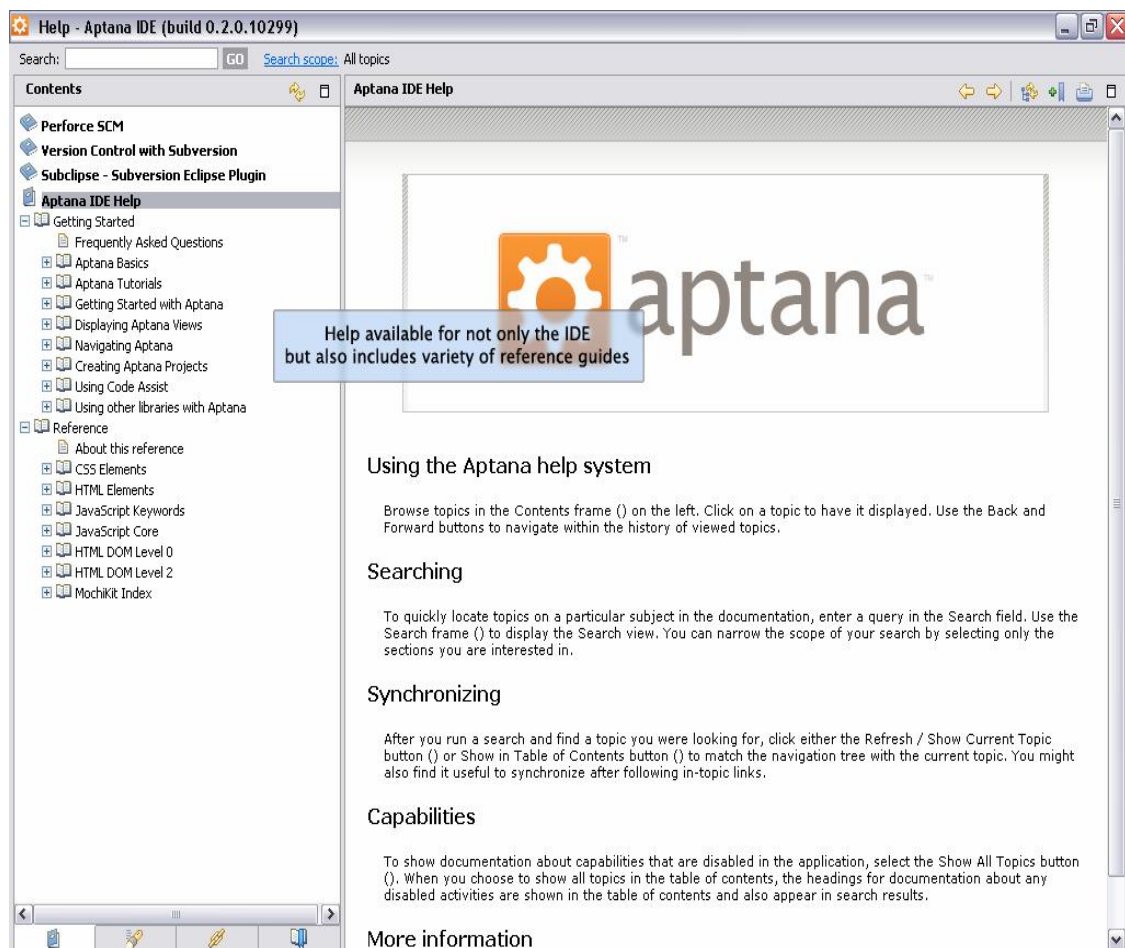 Help - Aptana IDE (build 0.2.0.10299)
Search:
GO
Search scope: All topics
Contents
Perforce SCM
Version Control with Subversion
Subclipse - Subversion Eclipse Plugin
Aptana IDE Help
Getting Started
Frequently Asked Questions
Aptana Basics
Aptana Tutorials
Getting Started with Aptana
Displaying Aptana Views
Navigating Aptana
Creating Aptana Projects
Using Code Assist
Using other libraries with Aptana
Reference
About this reference
CSS Elements
HTML Elements
JavaScript Keywords
JavaScript Core
HTML DOM Level 0
HTML DOM Level 2
MochiKit Index
Aptana IDE Help
TM
aptana
Help available for not only the IDE
but also includes variety of reference guides
Using the Aptana help system
Browse topics in the Contents frame () on the left. Click on a topic to have it displayed. Use the Back and
Forward buttons to navigate within the history of viewed topics.
Searching
To quickly locate topics on a particular subject in the documentation, enter a query in the Search field. Use the
Search frame () to display the Search view. You can narrow the scope of your search by selecting only the
sections you are interested in.
Synchronizing
After you run a search and find a topic you were looking for, click either the Refresh / Show Current Topic
button () or Show in Table of Contents button () to match the navigation tree with the current topic. You might
also find it useful to synchronize after following in-topic links.
Capabilities
To show documentation about capabilities that are disabled in the application, select the Show All Topics button
(). When you choose to show all topics in the table of contents, the headings for documentation about any
disabled activities are shown in the table of contents and also appear in search results.
More information